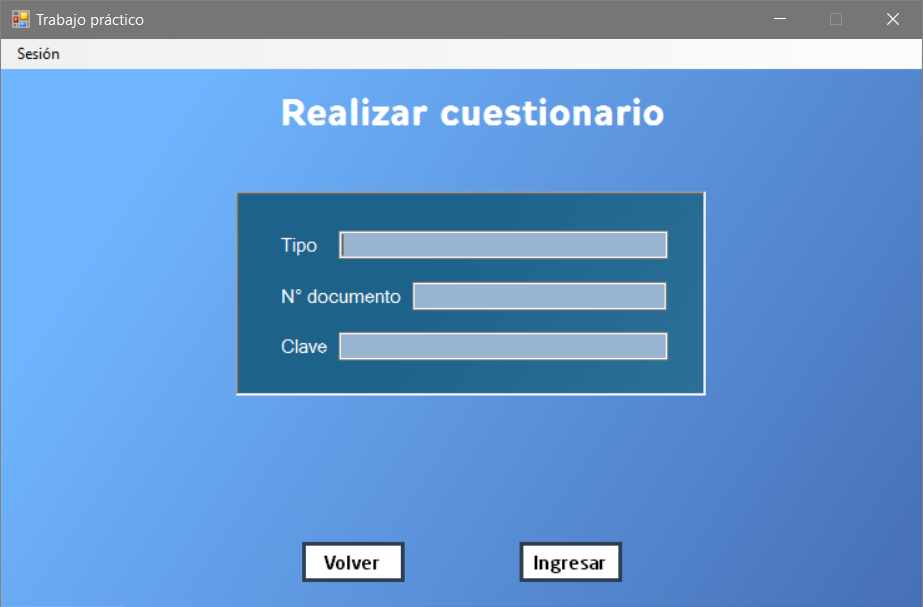 Trabajo práctico
Sesión
Realizar cuestionario
Tipo
N° documento
Clave
Volver
Ingresar